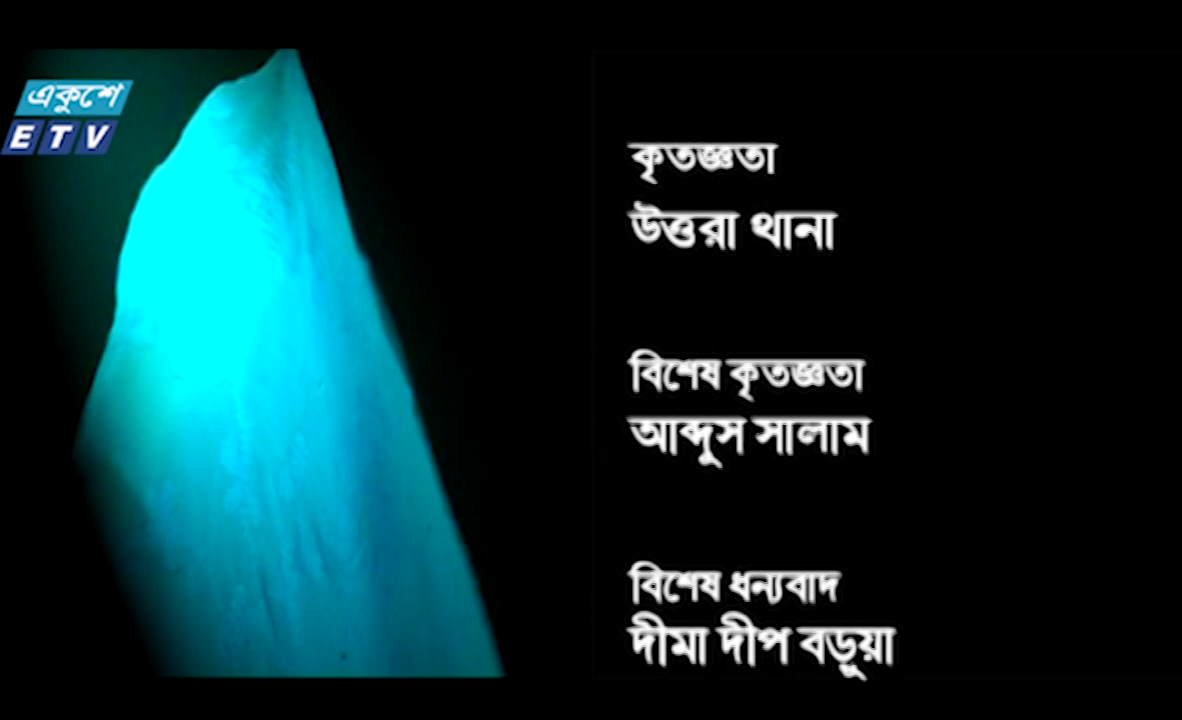 একুশে
ETV
কৃতজ্ঞতা
উত্তরা থানা
বিশেষ কৃতজ্ঞতা
আব্দুস সালাম
বিশেষ ধন্যবাদ
দীমা দীপ বড়ূয়া